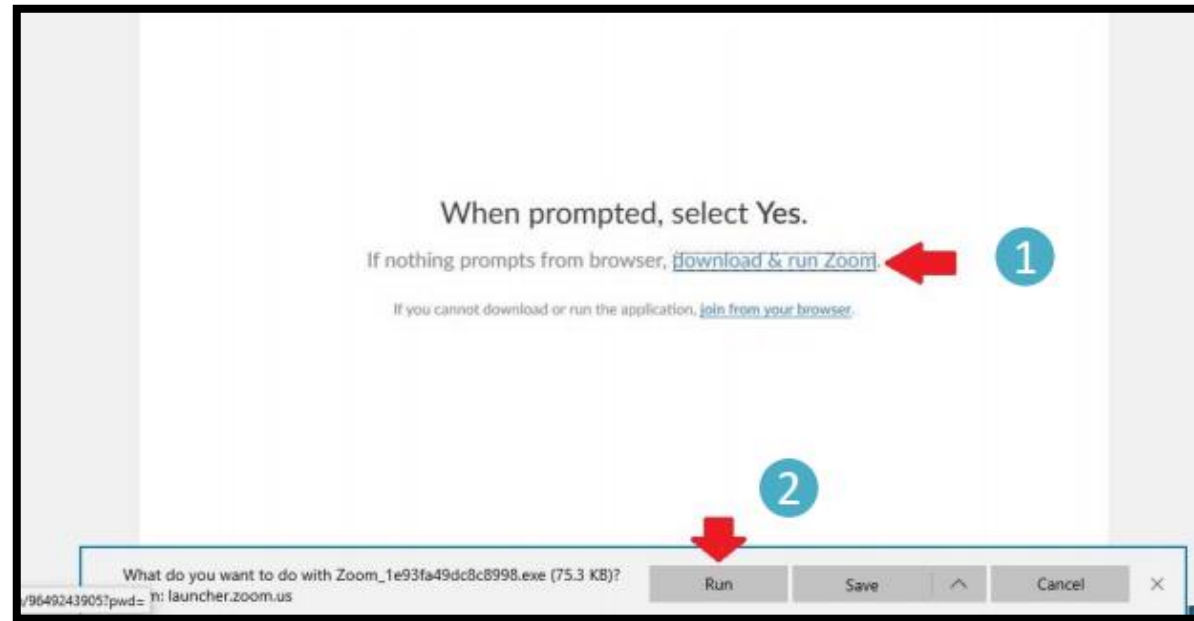 When prompted, select Yes.
If nothing prompts from browser, download & run Zoom.
1
If you cannot download or run the application, join from your browser.
2
What do you want to do with Zoom_1e93fa49dc8c8998.exe (75.3 KB)?
Run
Save
Cancel
m: launcher.zoom.us
/9649243905?pwd=